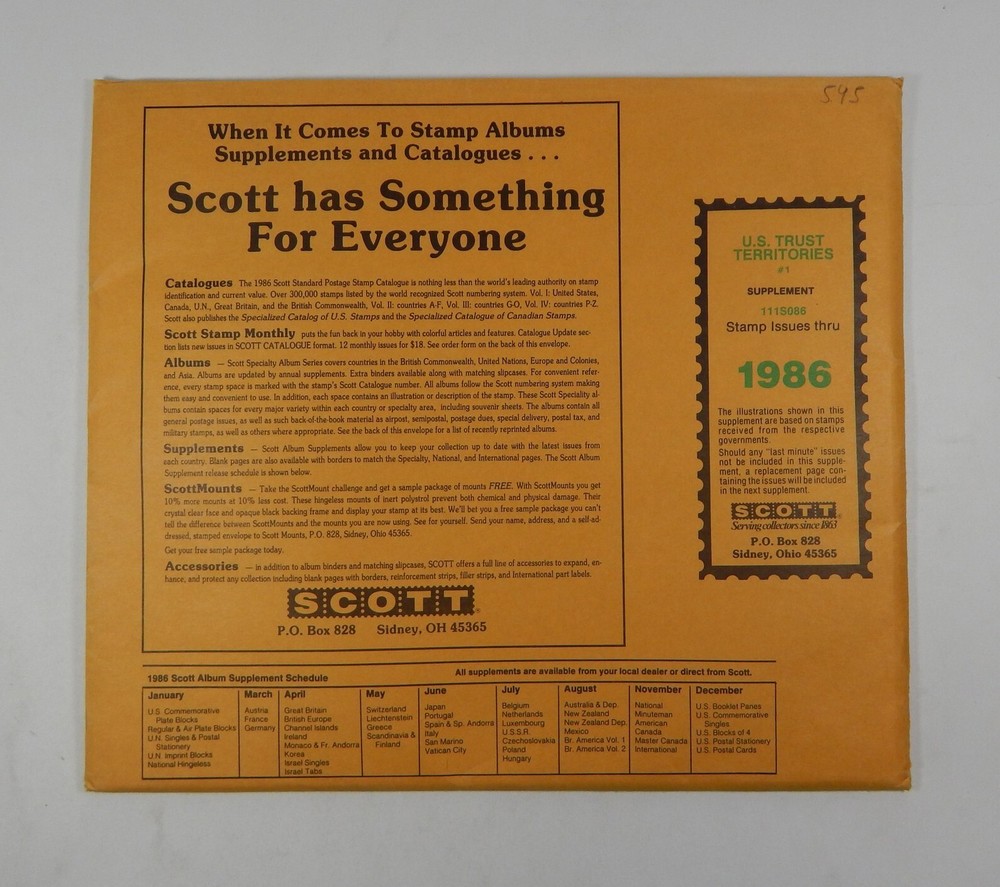 5.95
When It Comes To Stamp Albums
Supplements and Catalogues . . .
Scott has Something
For Everyone
Catalogues The 1986 Scott Standard Postage Stamp Catalogue is nothing less than the world's leading authority on stamp
identification and current value. Over 300,000 stamps listed by the world recognized Scott numbering system. Vol. I: United States,
Canada, U.N., Great Britain, and the British Commonwealth, Vol. II: countries A-F, Vol. III: countries G-O, Vol. IV: countries P-Z.
Scott also publishes the Specialized Catalog of U.S. Stamps and the Specialized Catalogue of Canadian Stamps.
Scott Stamp Monthly puts the fun back in your hobby with colorful articles and features. Catalogue Update sec-
tion lists new issues in SCOTT CATALOGUE format. 12 monthly issues for $18. See order form on the back of this envelope.
Albums — Scott Specialty Album Series covers countries in the British Commonwealth, United Nations, Europe and Colonies,
and Asia. Albums are updated by annual supplements. Extra binders available along with matching slipcases. For convenient refer-
ence, every stamp space is marked with the stamp's Scott Catalogue number. All albums follow the Scott numbering system making
them easy and convenient to use. In addition, each space contains an illustration or description of the stamp. These Scott Speciality al-
bums contain spaces for every major variety within each country or specialty area, including souvenir sheets. The albums contain all
general postage issues, as well as such back-of-the-book material as airpost, semipostal, postage dues, special delivery, postal tax, and
military stamps, as well as others where appropriate. See the back of this envelope for a list of recently reprinted albums.
Supplements — Scott Album Supplements allow you to keep your collection up to date with the latest issues from
each country. Blank pages are also available with borders to match the Specialty, National, and International pages. The Scott Album
Supplement release schedule is shown below.
ScottMounts — Take the ScottMount challenge and get a sample package of mounts FREE. With ScottMounts you get
10% more mounts at 10% less cost. These hingeless mounts of inert polystrol prevent both chemical and physical damage. Their
crystal clear face and opaque black backing frame and display your stamp at its best. We'll bet you a free sample package you can't
tell the difference between ScottMounts and the mounts you are now using. See for yourself. Send your name, address, and a self-ad-
dressed, stamped envelope to Scott Mounts, P.O. 828, Sidney, Ohio 45365.
Get your free sample package today.
Accessories — in addition to album binders and matching slipcases, SCOTT offers a full line of accessories to expand, en-
hance, and protect any collection including blank pages with borders, reinforcement strips, filler strips, and International part labels.
SCOTT®
P.O. Box 828 Sidney, OH 45365
U.S. TRUST
TERRITORIES
#1
SUPPLEMENT
111S086
Stamp Issues thru
1986
The illustrations shown in this
supplement are based on stamps
received from the respective
governments.
Should any "last minute" issues
not be included in this supple-
ment, a replacement page con-
taining the issues will be included
in the next supplement.
SCOTT®
Serving collectors since 1863
P.O. Box 828
Sidney, Ohio 45365
1986 Scott Album Supplement Schedule
All supplements are available from your local dealer or direct from Scott.
January
U.S. Commemorative
Plate Blocks
Regular & Air Plate Blocks
U.N. Singles & Postal
Stationery
U.N Imprint Blocks
National Hingeless
March
Austria
France
Germany
April
Great Britain
British Europe
Channel Islands
Ireland
Monaco & Fr. Andorra
Korea
Israel Singles
Israel Tabs
May
Switzerland
Liechtenstein
Greece
Scandinavia &
Finland
June
Japan
Portugal
Spain & Sp. Andorra
Italy
San Marino
Vatican City
July
Belgium
Netherlands
Luxembourg
U.S.S.R.
Czechoslovakia
Poland
Hungary
August
Australia & Dep.
New Zealand
New Zealand Dep.
Mexico
Br. America Vol. 1
Br. America Vol. 2
November
National
Minuteman
American
Canada
Master Canada
International
December
U.S. Booklet Panes
U.S. Commemorative
Singles
U.S. Blocks of 4
U.S. Postal Stationery
U.S. Postal Cards